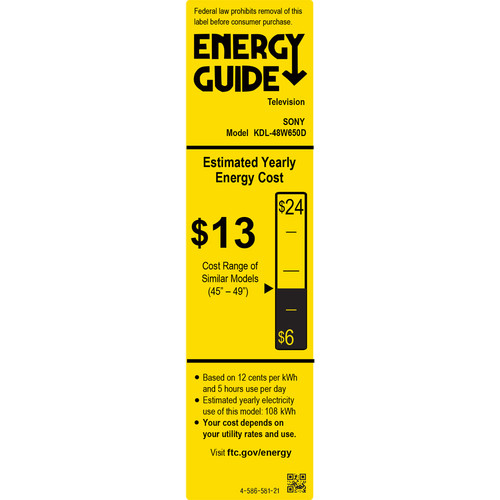 Federal law prohibits removal of this
label before consumer purchase.
ENERGY
GUIDE
Television
SONY
Model KDL-48W650D
Estimated Yearly
Energy Cost
$24
$13
Cost Range of
Similar Models
(45" – 49")
$6
• Based on 12 cents per kWh
and 5 hours use per day
• Estimated yearly electricity
use of this model: 108 kWh
• Your cost depends on
your utility rates and use.
Visit ftc.gov/energy
4-586-581-21